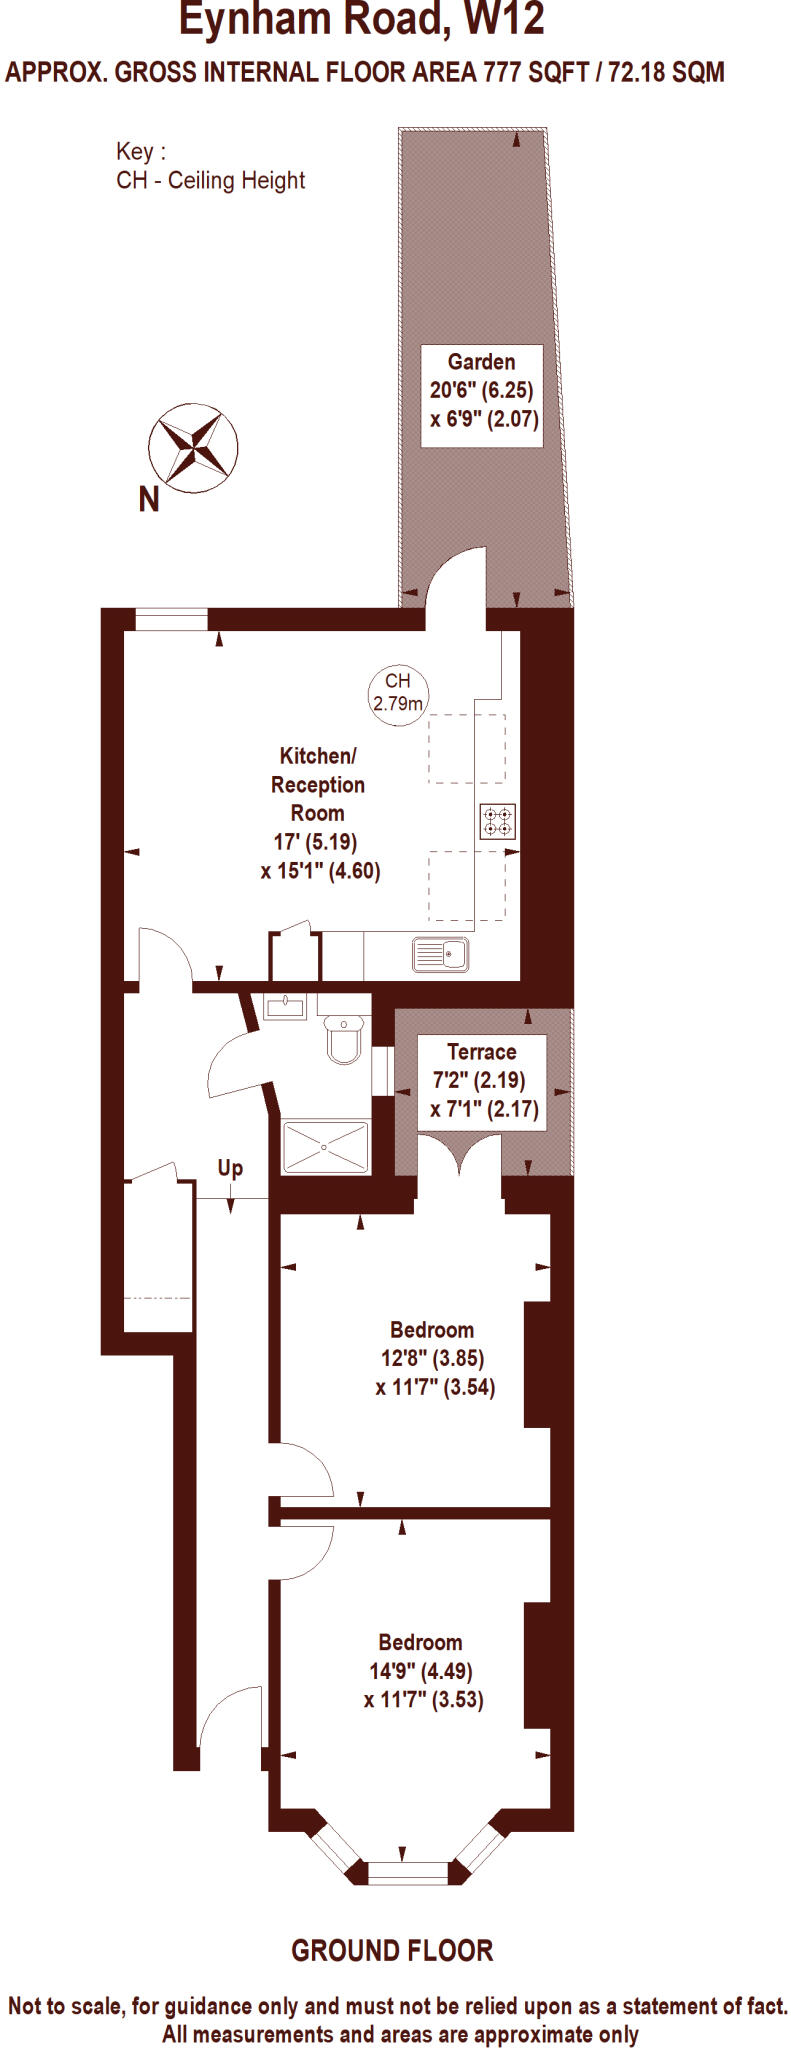 Eynham Road, W12
APPROX. GROSS INTERNAL FLOOR AREA 777 SQFT / 72.18 SQM
Key :
CH - Ceiling Height
Garden
20'6" (6.25)
x 6'9" (2.07)
N
CH
2.79m
Kitchen/
Reception
Room
17' (5.19)
x 15'1" (4.60)
Terrace
7'2" (2.19)
x 7'1" (2.17)
Up
Bedroom
12'8" (3.85)
x 11'7" (3.54)
Bedroom
14'9" (4.49)
x 11'7" (3.53)
GROUND FLOOR
Not to scale, for guidance only and must not be relied upon as a statement of fact.
All measurements and areas are approximate only